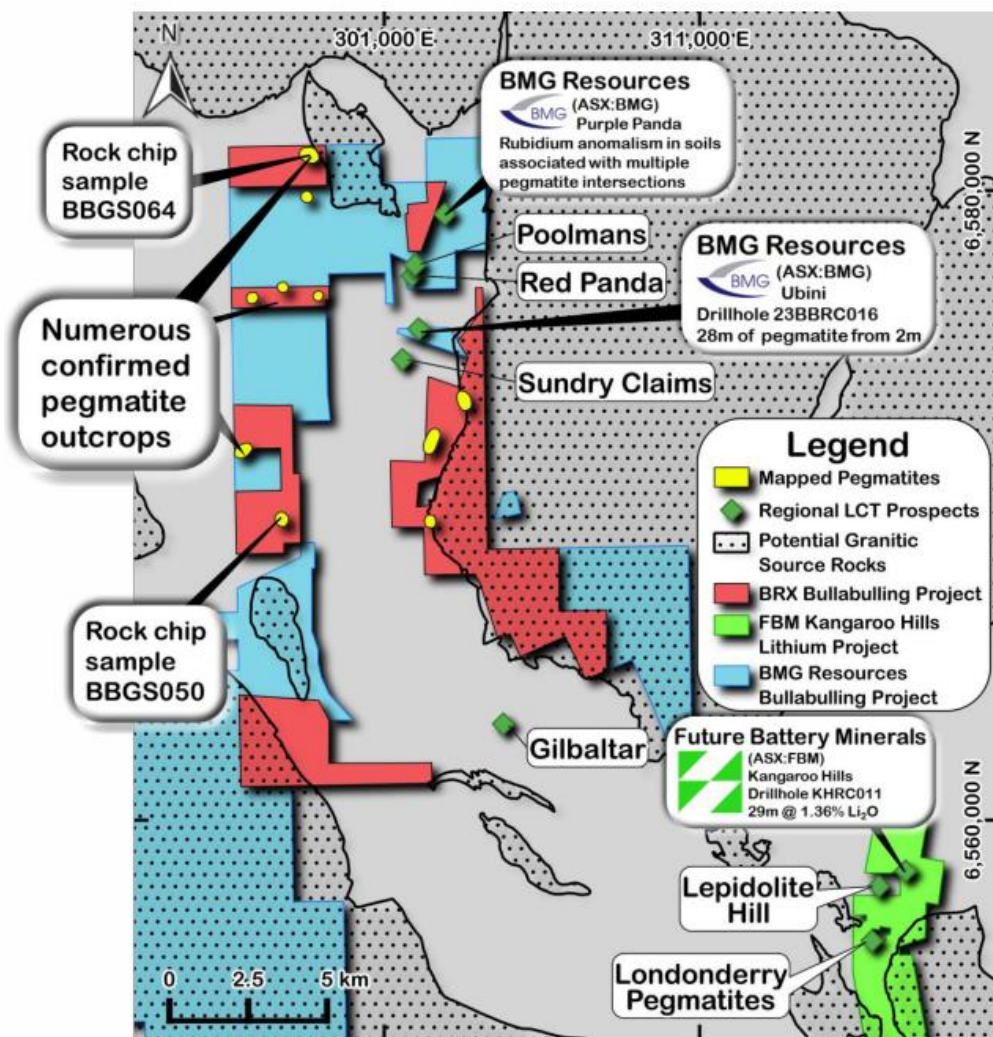 301,000 E
311,000 E
N
6,580,000 N
6,560,000 N
BMG Resources
BMG
(ASX:BMG)
Purple Panda
Rubidium anomalism in soils
associated with multiple
pegmatite intersections
Rock chip
sample
BBGS064
Poolmans
Red Panda
BMG Resources
BMG
(ASX:BMG)
Ubini
Drillhole 23BBRC016
28m of pegmatite from 2m
Numerous
confirmed
pegmatite
outcrops
Sundry Claims
Legend
Mapped Pegmatites
Regional LCT Prospects
Potential Granitic
Source Rocks
BRX Bullabulling Project
FBM Kangaroo Hills
Lithium Project
BMG Resources
Bullabulling Project
Rock chip
sample
BBGS050
Gilbaltar
Future Battery Minerals
(ASX:FBM)
Kangaroo Hills
Drillhole KHRC011
29m @ 1.36% Li₂O
Lepidolite
Hill
Londonderry
Pegmatites
0 2.5 5 km